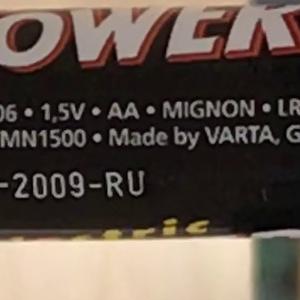 OWER
06 • 1,5V • AA • MIGNON • LR
MN1500 • Made by VARTA, G
-2009-RU